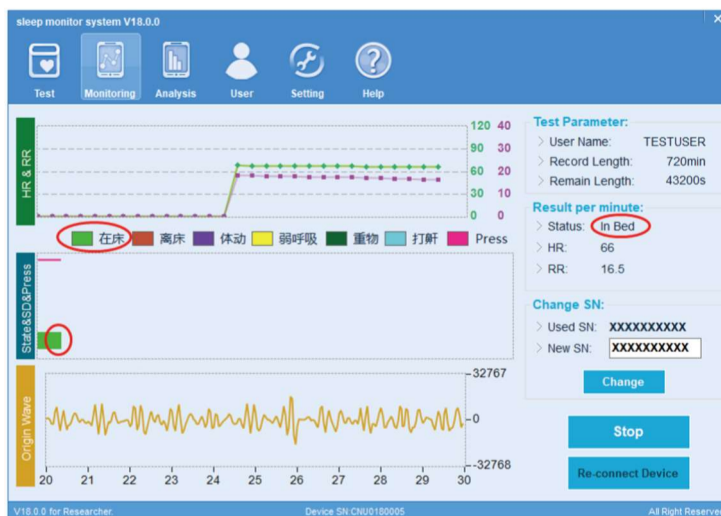 sleep monitor system V18.0.0
Test Monitoring Analysis User Setting Help
HR & RR
120 40
90 30
60 20
30 10
0 0
在床 离床 体动 弱呼吸 重物 打鼾 Press
State&SD&Press
Origin Wave
32767
0
-32768
20 21 22 23 24 25 26 27 28 29 30
Test Parameter:
> User Name: TESTUSER
> Record Length: 720min
> Remain Length: 43200s
Result per minute:
> Status: In Bed
> HR: 66
> RR: 16.5
Change SN:
> Used SN: XXXXXXXXXX
> New SN: XXXXXXXXXX
Change
Stop
Re-connect Device
V18.0.0 for Researcher. Device SN:CNU0180005 All Right Reserve